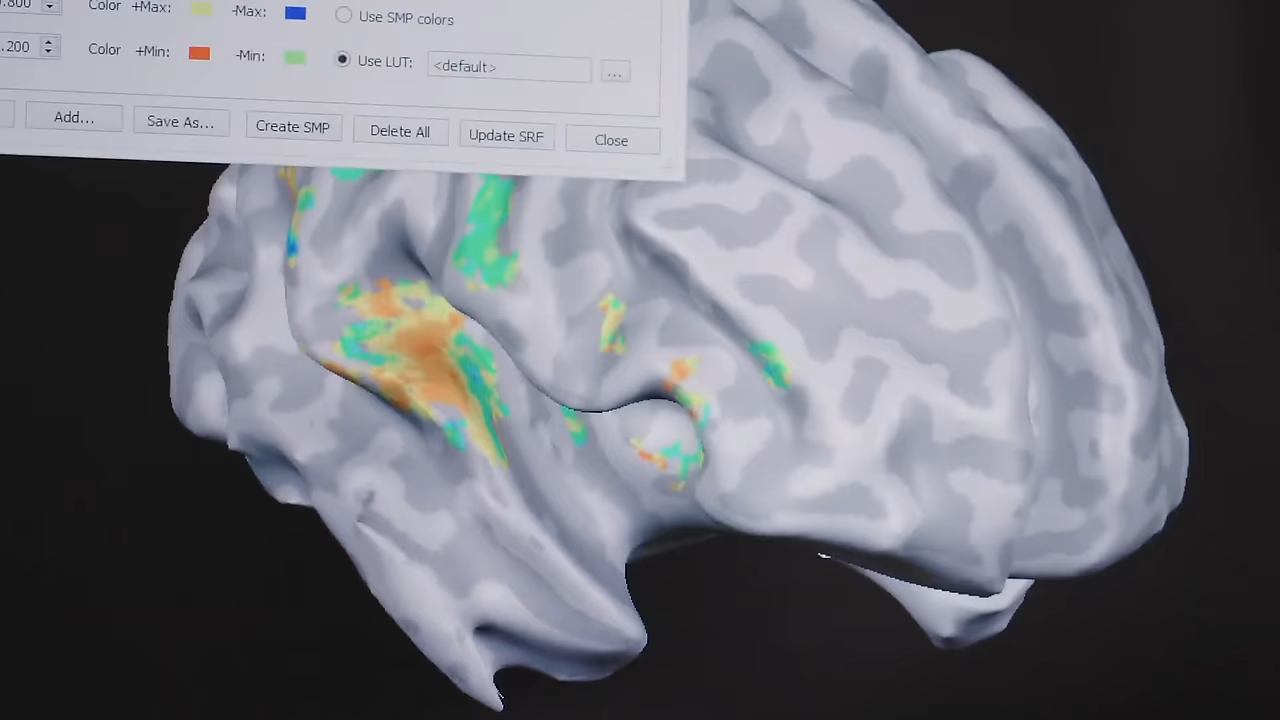 .800 Color +Max: -Max: Use SMP colors
.200 Color +Min: -Min: Use LUT: <default> ...
Add... Save As... Create SMP Delete All Update SRF Close